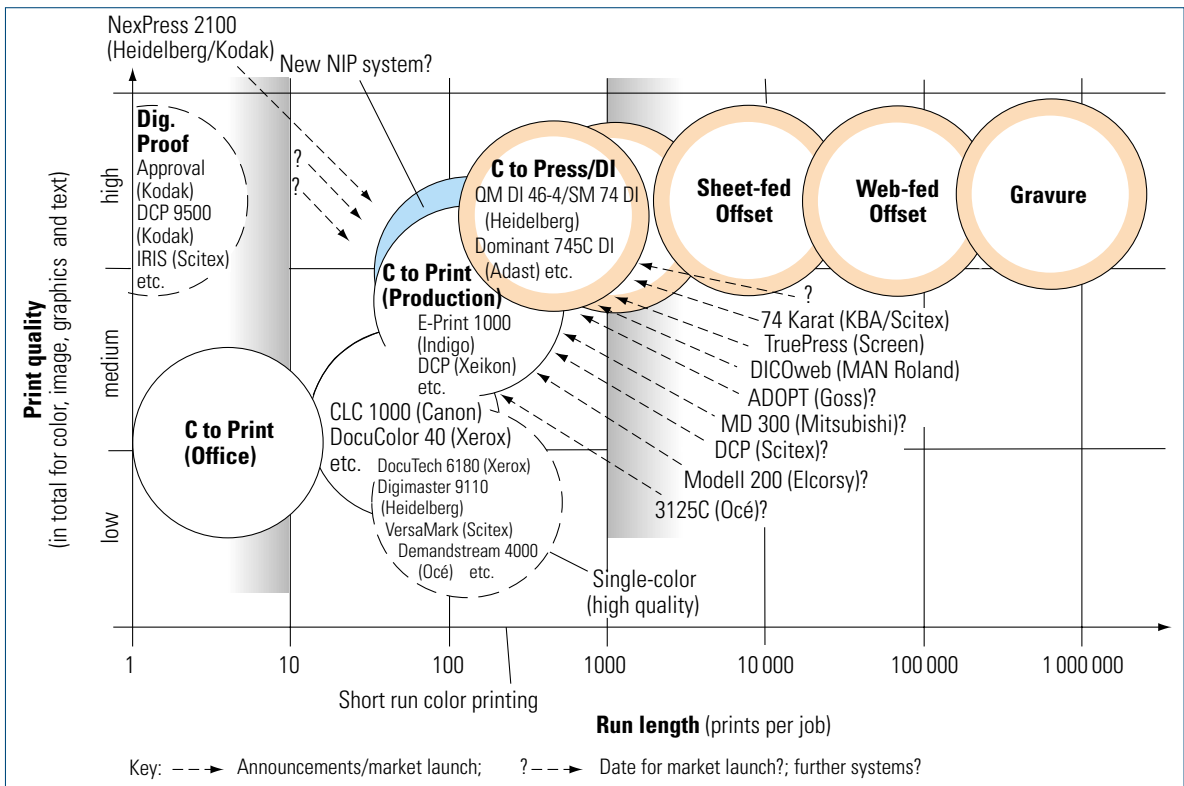 NexPress 2100
(Heidelberg/Kodak)
New NIP system?
Dig.
Proof
Approval
(Kodak)
DCP 9500
(Kodak)
IRIS (Scitex)
etc.
?
?
C to Press/DI
QM DI 46-4/SM 74 DI
(Heidelberg)
Dominant 745C DI
(Adast) etc.
Sheet-fed
Offset
Web-fed
Offset
Gravure
C to Print
(Production)
E-Print 1000
(Indigo)
DCP (Xeikon)
etc.
CLC 1000 (Canon)
DocuColor 40 (Xerox)
etc.
DocuTech 6180 (Xerox)
Digimaster 9110
(Heidelberg)
VersaMark (Scitex)
Demandstream 4000
(Océ) etc.
C to Print
(Office)
?
74 Karat (KBA/Scitex)
TruePress (Screen)
DICOweb (MAN Roland)
ADOPT (Goss)?
MD 300 (Mitsubishi)?
DCP (Scitex)?
Modell 200 (Elcorsy)?
3125C (Océ)?
Single-color
(high quality)
Print quality
(in total for color, image, graphics and text)
high
medium
low
1
10
100
1000
10 000
100 000
1 000 000
Short run color printing
Run length (prints per job)
Key: Announcements/market launch; ? Date for market launch?; further systems?